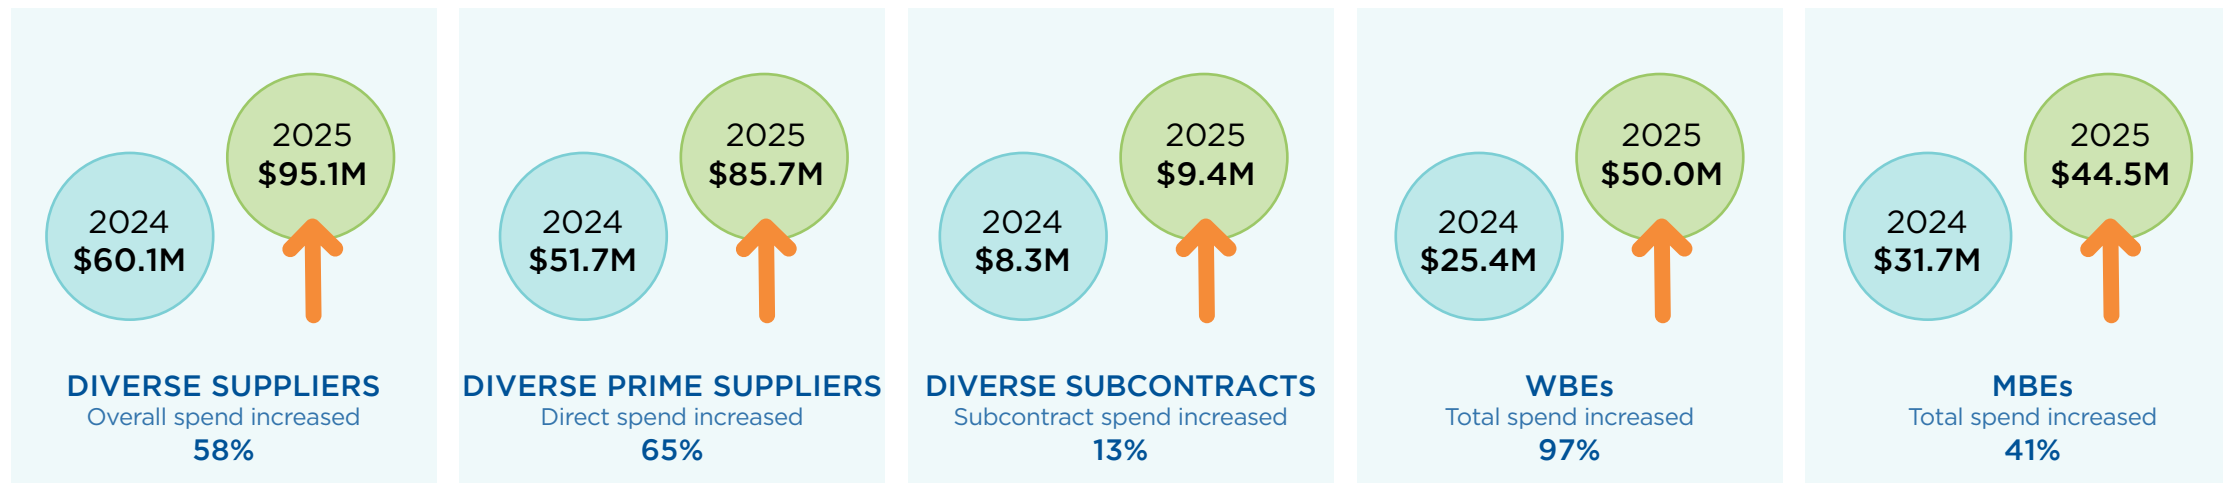 2024
$60.1M
2025
$95.1M
DIVERSE SUPPLIERS
Overall spend increased
58%
2024
$51.7M
2025
$85.7M
DIVERSE PRIME SUPPLIERS
Direct spend increased
65%
2024
$8.3M
2025
$9.4M
DIVERSE SUBCONTRACTS
Subcontract spend increased
13%
2024
$25.4M
2025
$50.0M
WBEs
Total spend increased
97%
2024
$31.7M
2025
$44.5M
MBEs
Total spend increased
41%